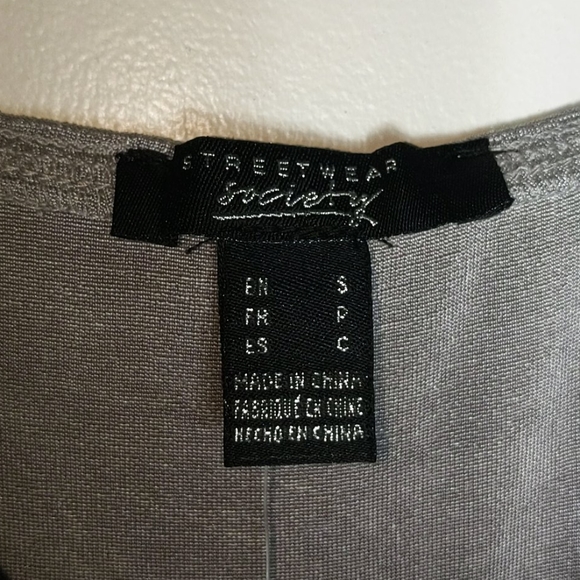 STREETWEAR
society
EN S
FR P
ES C
MADE IN CHINA
FABRIQUÉ EN CHINE
HECHO EN CHINA